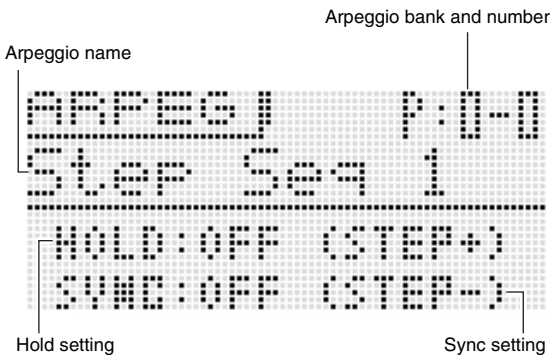 Arpeggio bank and number
Arpeggio name
ARPEG P:0-0
Step Seq 1
HOLD:OFF (STEP+)
SYNC:OFF (STEP-)
Hold setting Sync setting